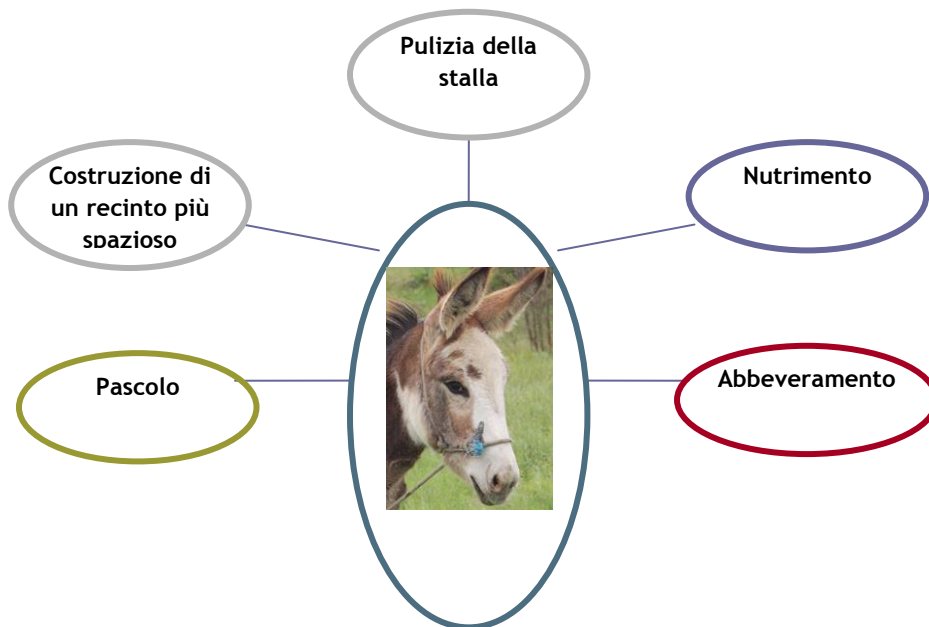 Pulizia della
stalla
Costruzione di
un recinto più
spazioso
Nutrimento
Pascolo
Abbeveramento